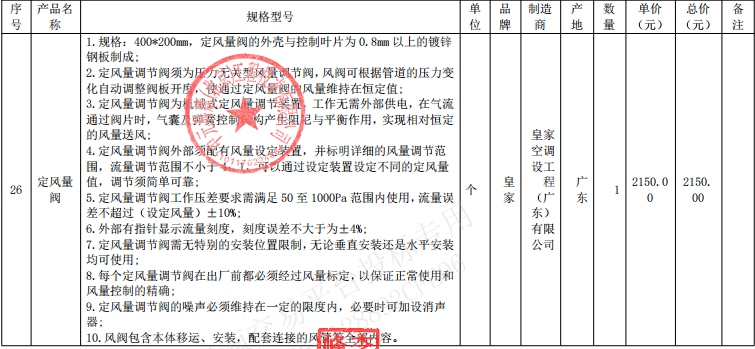 序号 产品名称 规格型号 单位 品牌 制造商 产地 数量 单价（元） 总价（元） 备注
26 定风量阀
1.规格：400*200mm，定风量阀的外壳与控制叶片为0.8mm以上的镀锌
钢板制成；
2.定风量调节阀须为压力无关型风量调节阀，风阀可根据管道的压力变
化自动调整阀板开度，使通过定风量阀的风量维持在恒定值；
3.定风量调节阀为机械式定风量调节装置，工作无需外部供电，在气流
通过阀片时，气囊及弹簧控制机构产生阻尼与平衡作用，实现相对恒定
的风量送风；
4.定风量调节阀外部须配有风量设定装置，并标明详细的风量调节范
围，流量调节范围不小于 可以通过设定装置设定不同的定风量
值，调节须简单可靠；
5.定风量调节阀工作压差要求需满足50至1000Pa范围内使用，流量误
差不超过（设定风量）±10%；
6.外部有指针显示流量刻度，刻度误差不大于为±4%；
7.定风量调节阀需无特别的安装位置限制，无论垂直安装还是水平安装
均可使用；
8.每个定风量调节阀在出厂前都必须经过风量标定，以保证正常使用和
风量控制的精确；
9.定风量调节阀的噪声必须维持在一定的限度内，必要时可加设消声
器；
10.风阀包含本体移运、安装，配套连接的风管等全部内容。
个
皇家
皇家空调设工程（广东）有限公司
广东
1
2150.00
2150.00
交易平台投标专用